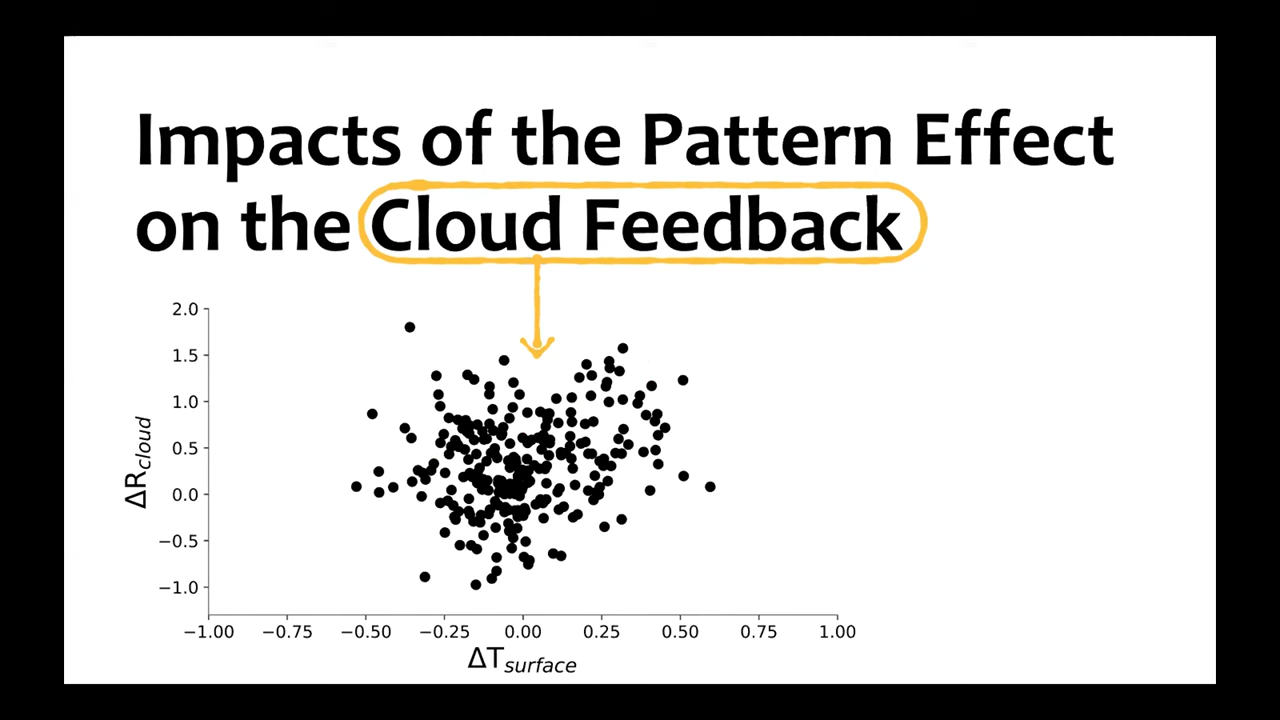 Impacts of the Pattern Effect
on the Cloud Feedback
2.0
1.5
1.0
0.5
0.0
−0.5
−1.0
ΔRcloud
−1.00 −0.75 −0.50 −0.25 0.00 0.25 0.50 0.75 1.00
ΔTsurface